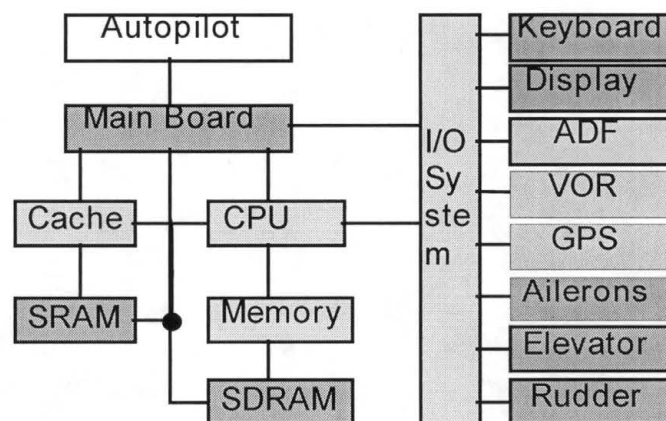 Autopilot
Main Board
Cache
CPU
SRAM
Memory
SDRAM
I/O
Sy
ste
m
Keyboard
Display
ADF
VOR
GPS
Ailerons
Elevator
Rudder